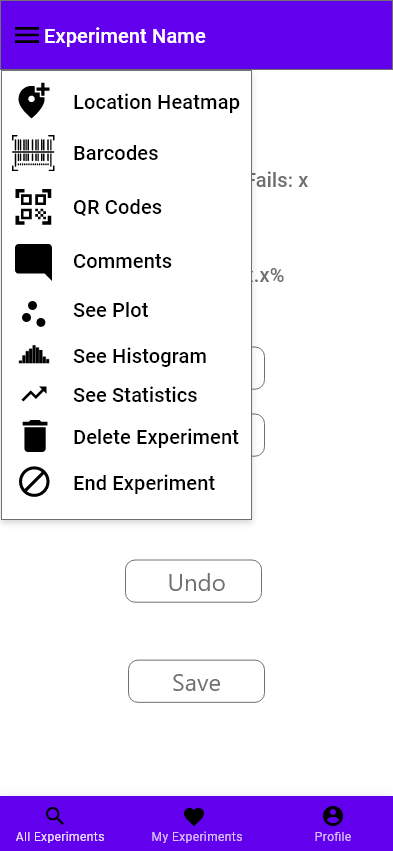 Experiment Name
Location Heatmap
Barcodes
Fails: x
QR Codes
Comments
x.x%
See Plot
See Histogram
See Statistics
Delete Experiment
End Experiment
Undo
Save
All Experiments
My Experiments
Profile